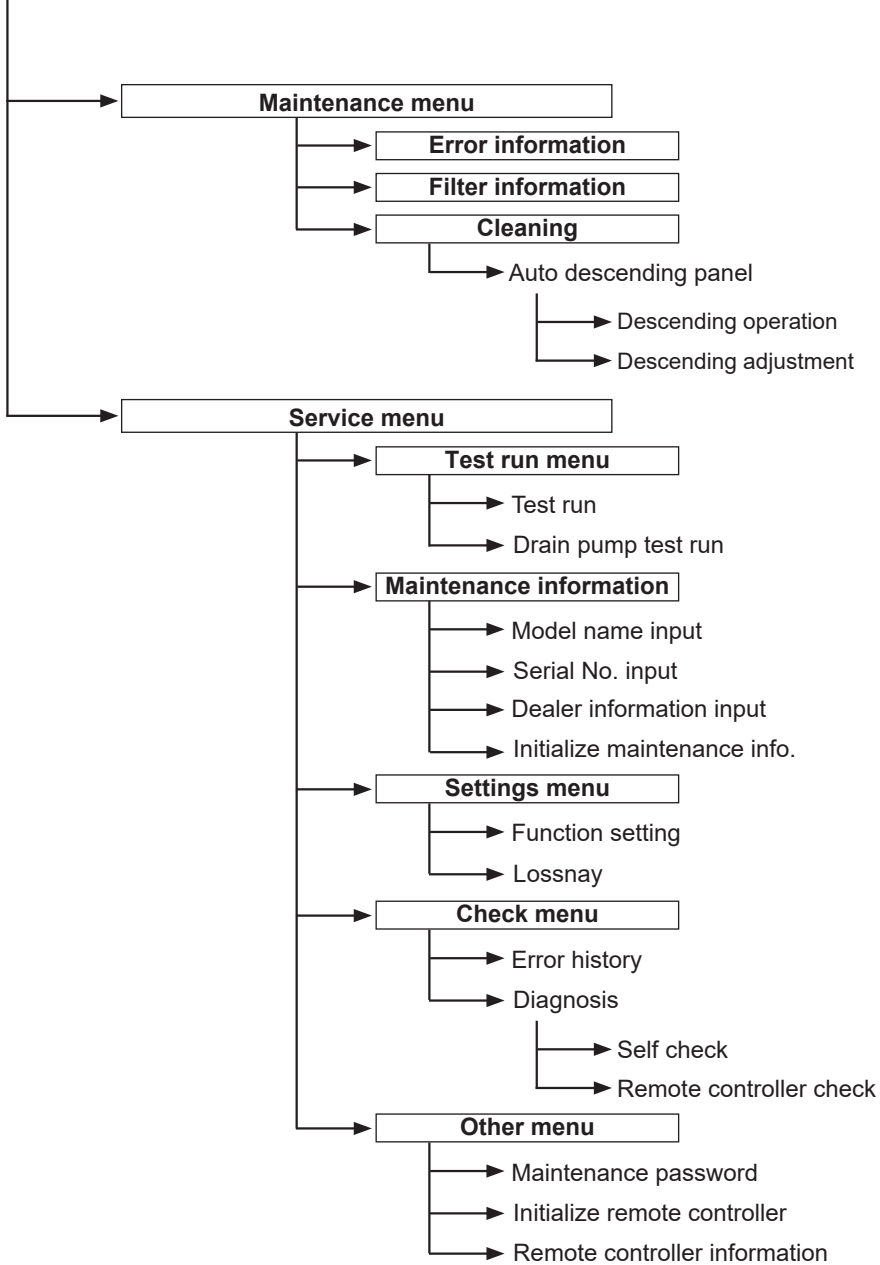 Maintenance menu
Error information
Filter information
Cleaning
Auto descending panel
Descending operation
Descending adjustment
Service menu
Test run menu
Test run
Drain pump test run
Maintenance information
Model name input
Serial No. input
Dealer information input
Initialize maintenance info.
Settings menu
Function setting
Lossnay
Check menu
Error history
Diagnosis
Self check
Remote controller check
Other menu
Maintenance password
Initialize remote controller
Remote controller information